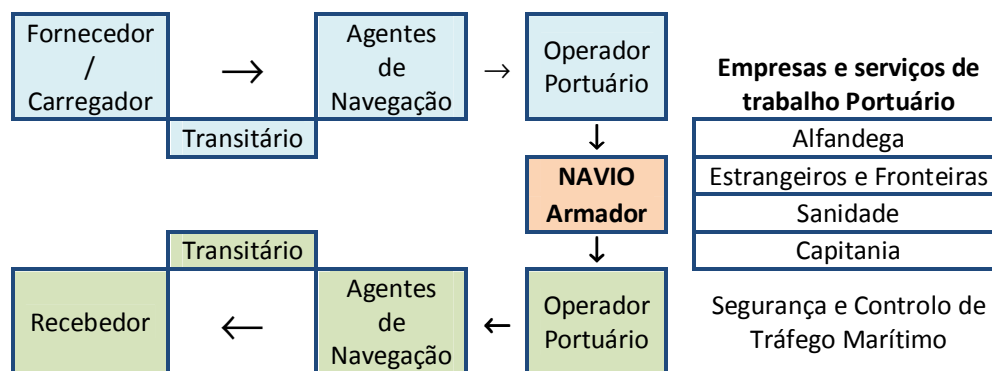 Fornecedor
/
Carregador
→
Agentes
de
Navegação
→
Operador
Portuário
Transitário
↓
NAVIO
Armador
↓
Transitário
Recebedor
←
Agentes
de
Navegação
←
Operador
Portuário
Empresas e serviços de
trabalho Portuário
Alfandega
Estrangeiros e Fronteiras
Sanidade
Capitania
Segurança e Controlo de
Tráfego Marítimo